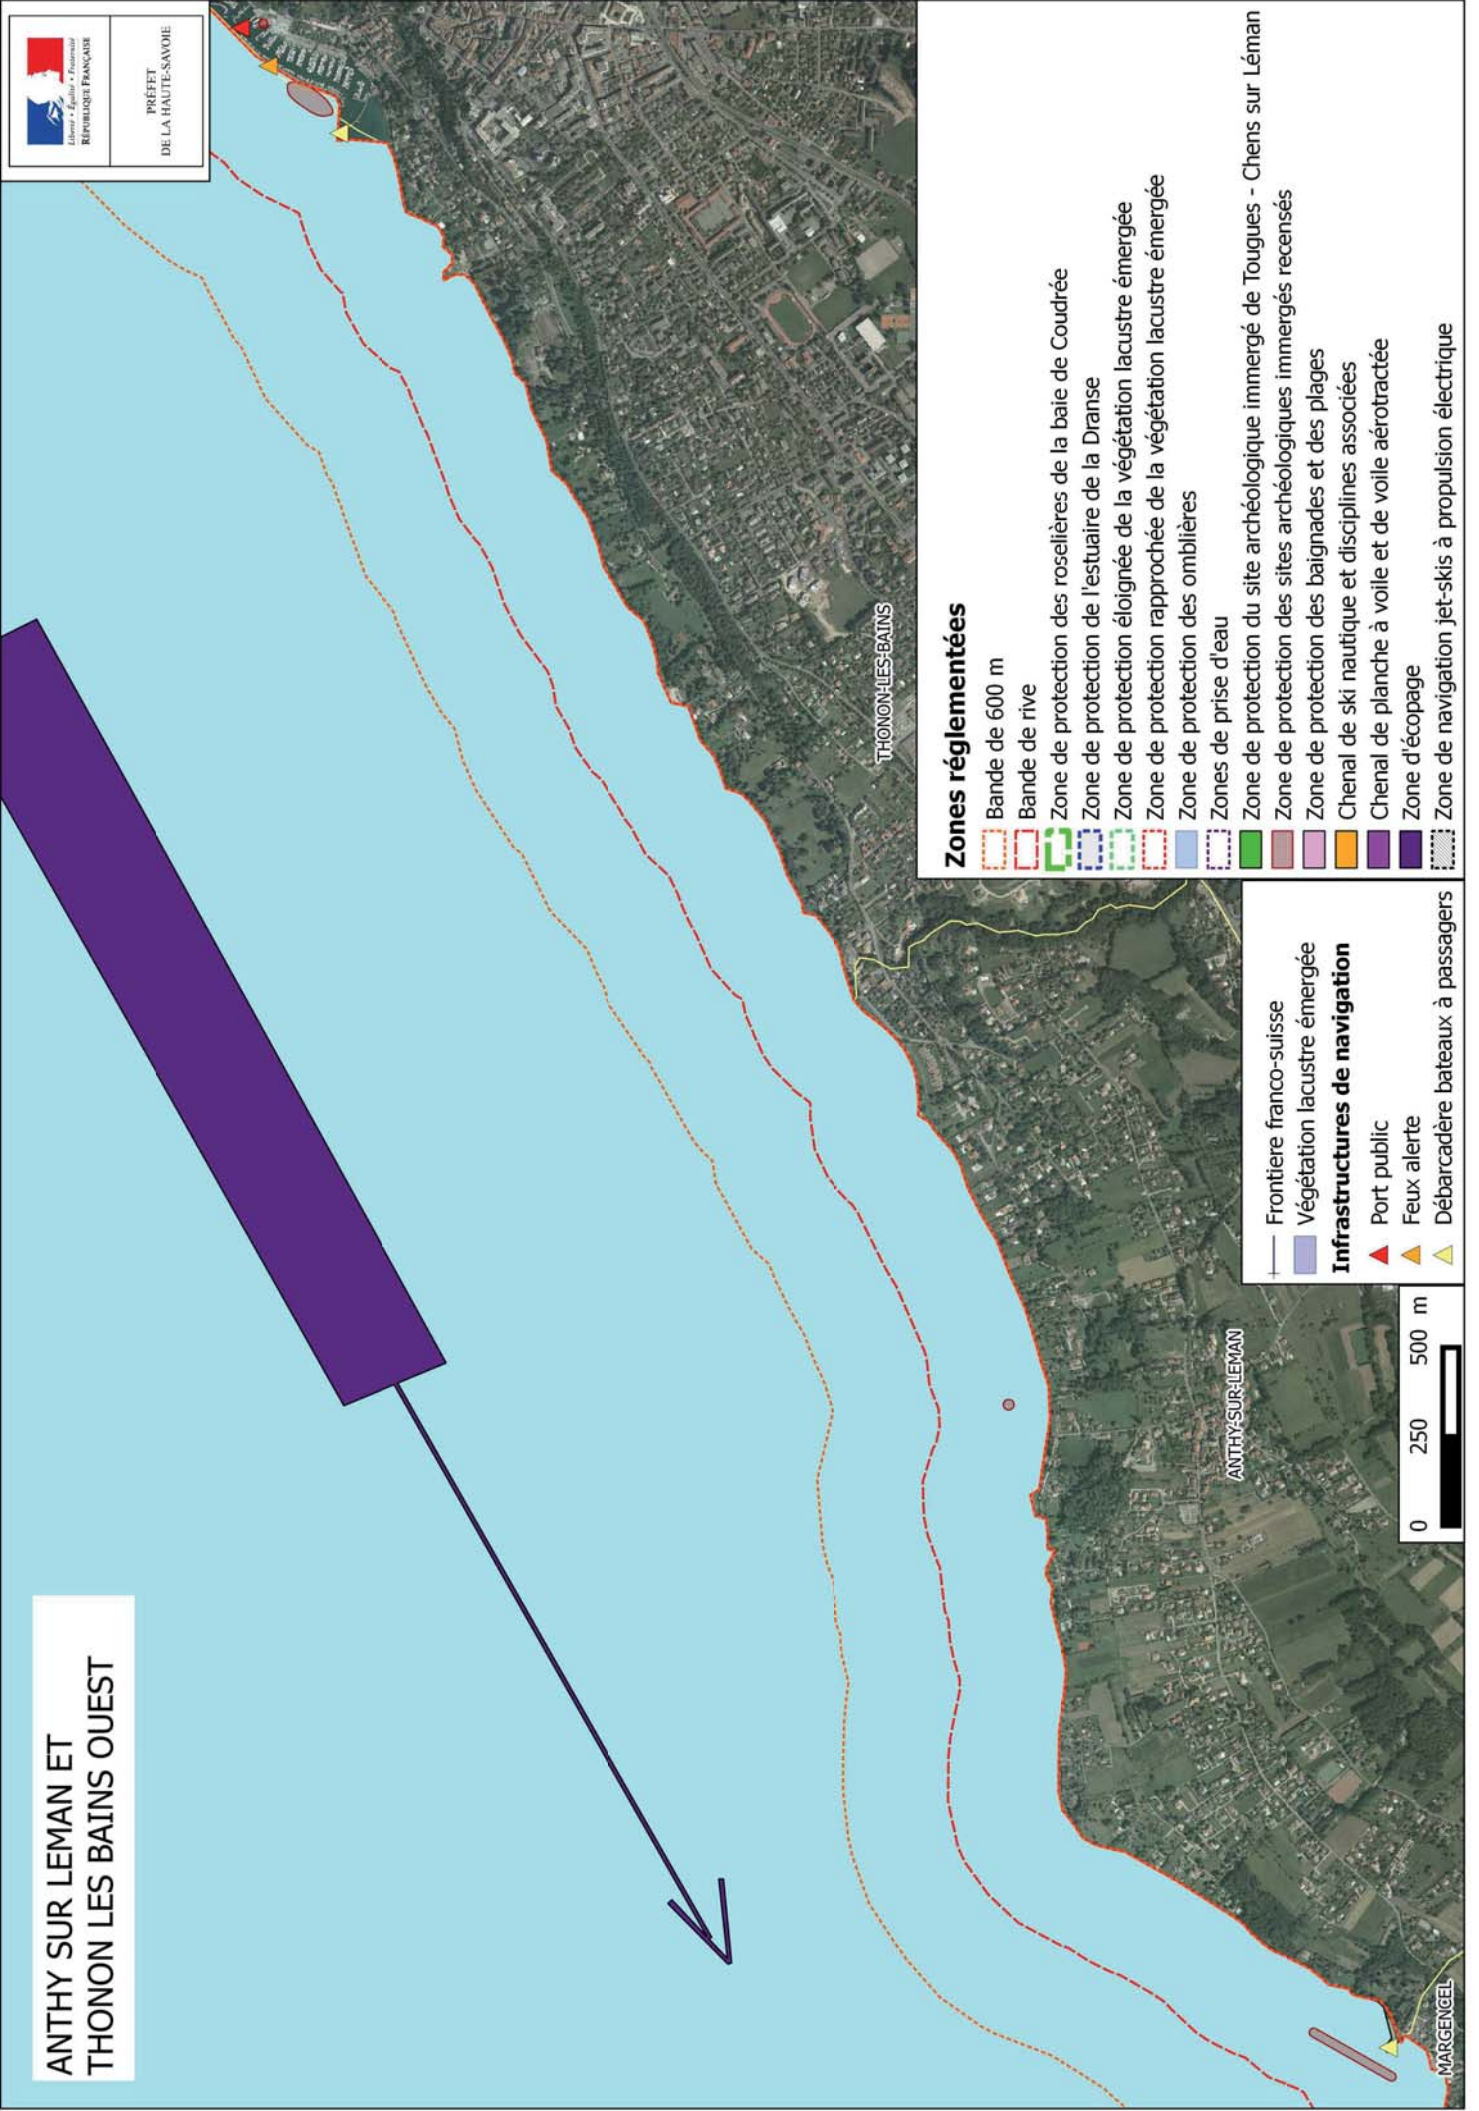 ANTHY SUR LEMAN ET
THONON LES BAINS OUEST
Liberté • Égalité • Fraternité
RÉPUBLIQUE FRANÇAISE
PRÉFET
DE LA HAUTE-SAVOIE
THONON-LES-BAINS
ANTHY-SUR-LEMAN
MARGENCEL
0 250 500 m
Frontiere franco-suisse
Végétation lacustre émergée
Infrastructures de navigation
Port public
Feux alerte
Débarcadère bateaux à passagers
Zones réglementées
Bande de 600 m
Bande de rive
Zone de protection des roselières de la baie de Coudrée
Zone de protection de l'estuaire de la Dranse
Zone de protection éloignée de la végétation lacustre émergée
Zone de protection rapprochée de la végétation lacustre émergée
Zone de protection des omblières
Zones de prise d'eau
Zone de protection du site archéologique immergé de Tougues - Chens sur Léman
Zone de protection des sites archéologiques immergés recensés
Zone de protection des baignades et des plages
Chenal de ski nautique et disciplines associées
Chenal de planche à voile et de voile aérotractée
Zone d'écopage
Zone de navigation jet-skis à propulsion électrique